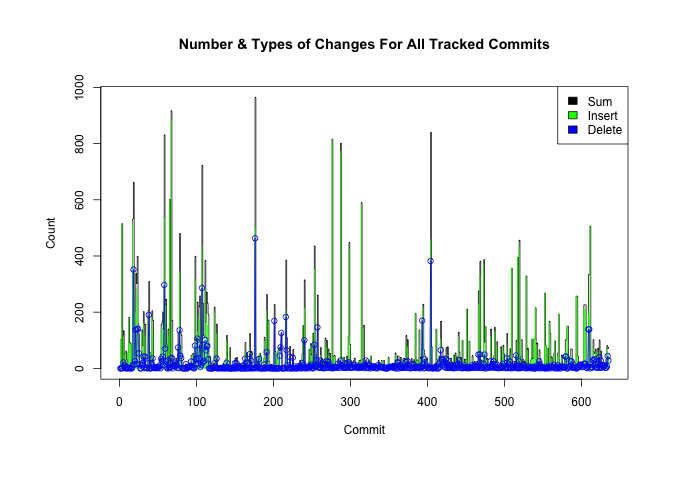 Number & Types of Changes For All Tracked Commits
1000
800
600
400
200
0
Count
Sum
Insert
Delete
0 100 200 300 400 500 600
Commit